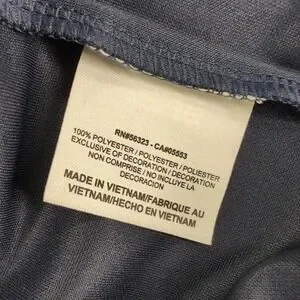 RN#56323 - CA#05553
100% POLYESTER / POLYESTER / POLIESTER
EXCLUSIVE OF DECORATION / DECORATION
NON COMPRISE / NO INCLUYE LA
DECORACION
MADE IN VIETNAM/FABRIQUE AU
VIETNAM/HECHO EN VIETNAM